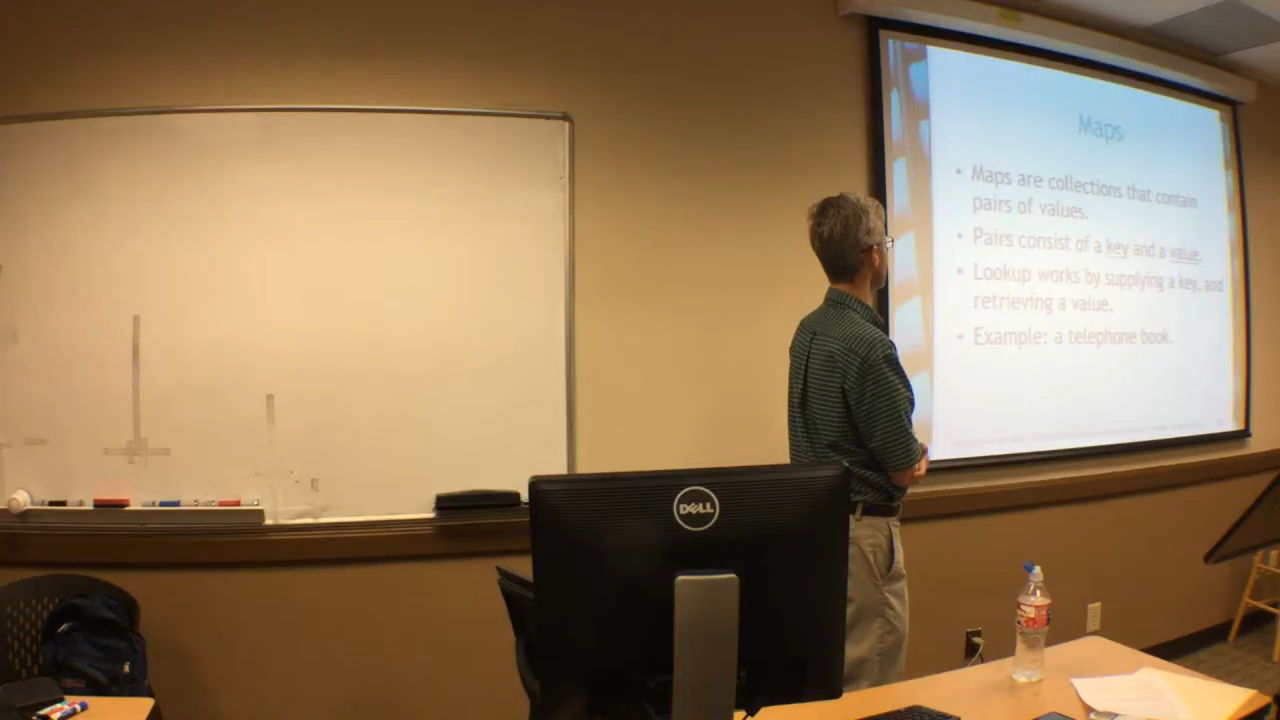 Maps
• Maps are collections that contain
pairs of values.
• Pairs consist of a key and a value.
• Lookup works by supplying a key, and
retrieving a value.
• Example: a telephone book.
DELL